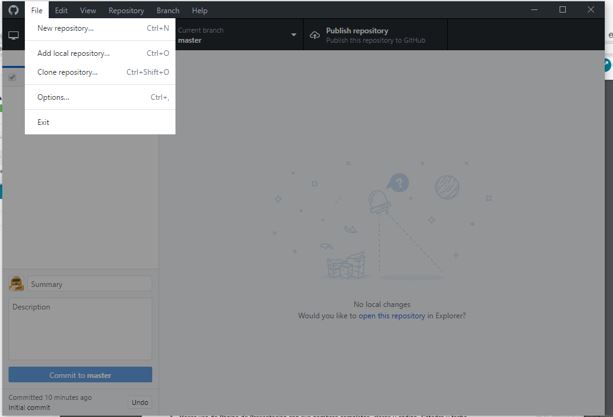 File Edit View Repository Branch Help
New repository... Ctrl+N
Add local repository... Ctrl+O
Clone repository... Ctrl+Shift+O
Options... Ctrl+,
Exit
Current branch
master
Publish repository
Publish this repository to GitHub
?
No local changes
Would you like to open this repository in Explorer?
Summary
Description
Commit to master
Committed 10 minutes ago
Initial commit
Undo